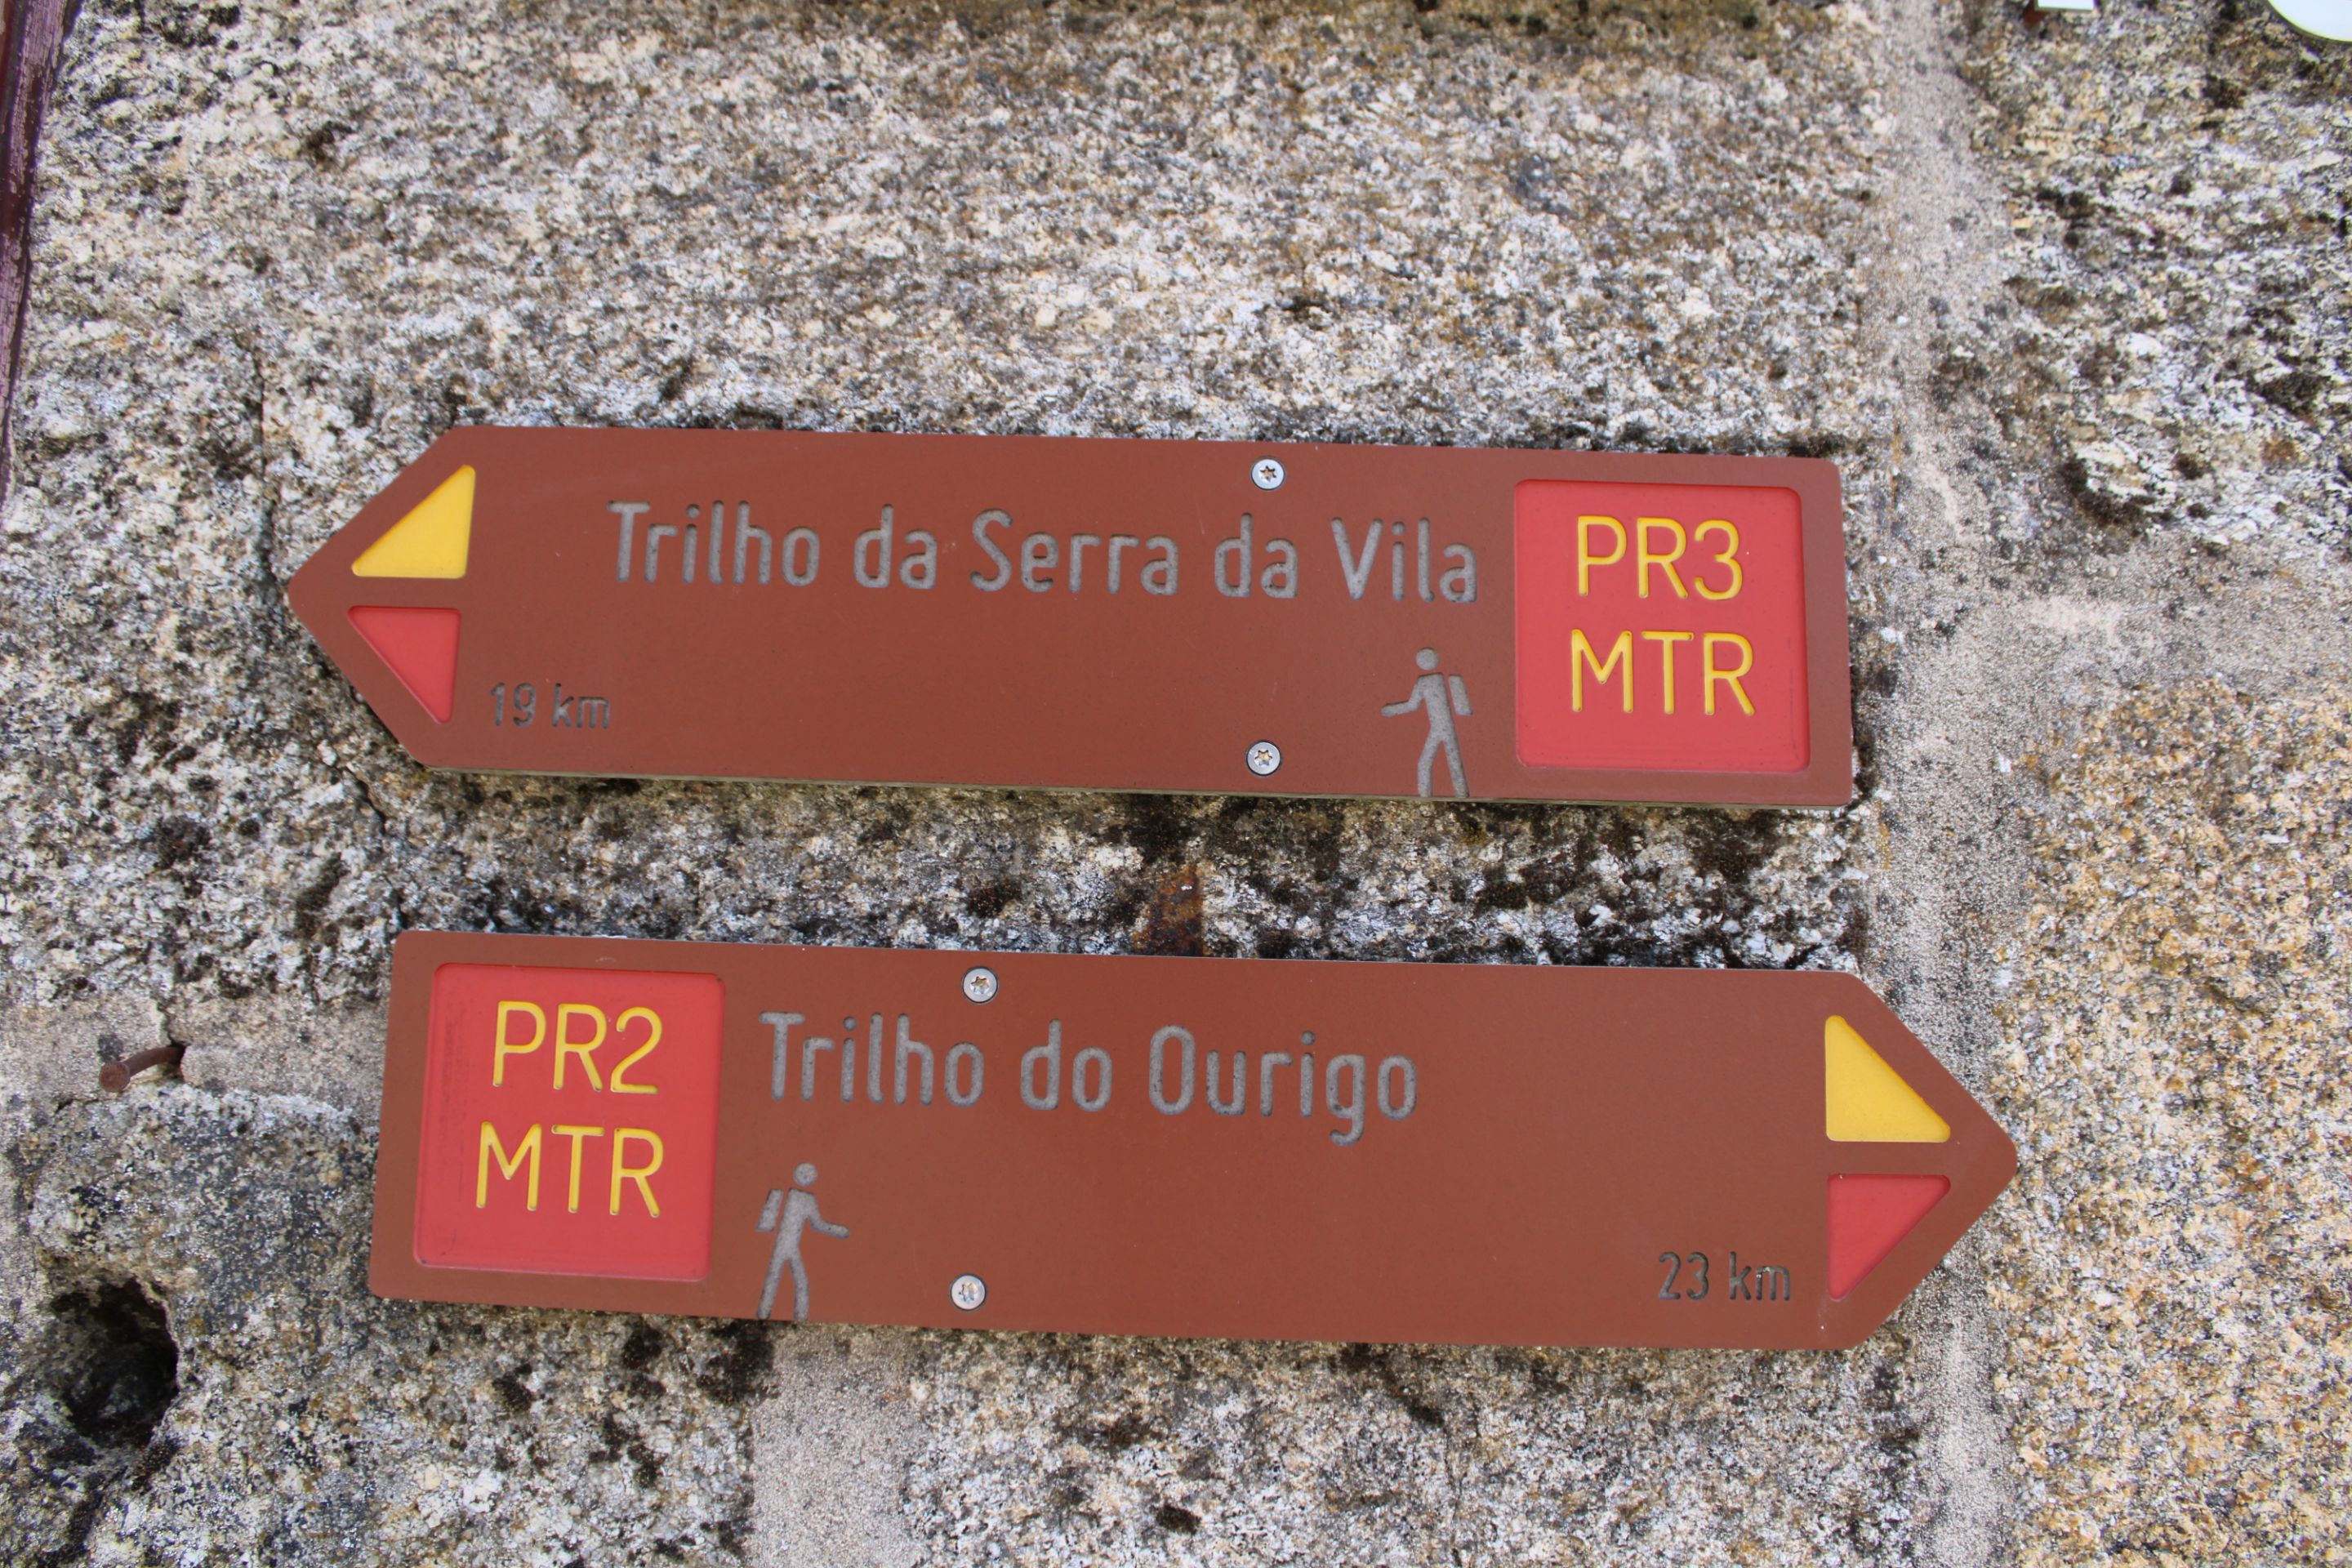 Trilho da Serra da Vila
PR3
MTR
19 km
PR2
MTR
Trilho do Ourigo
23 km